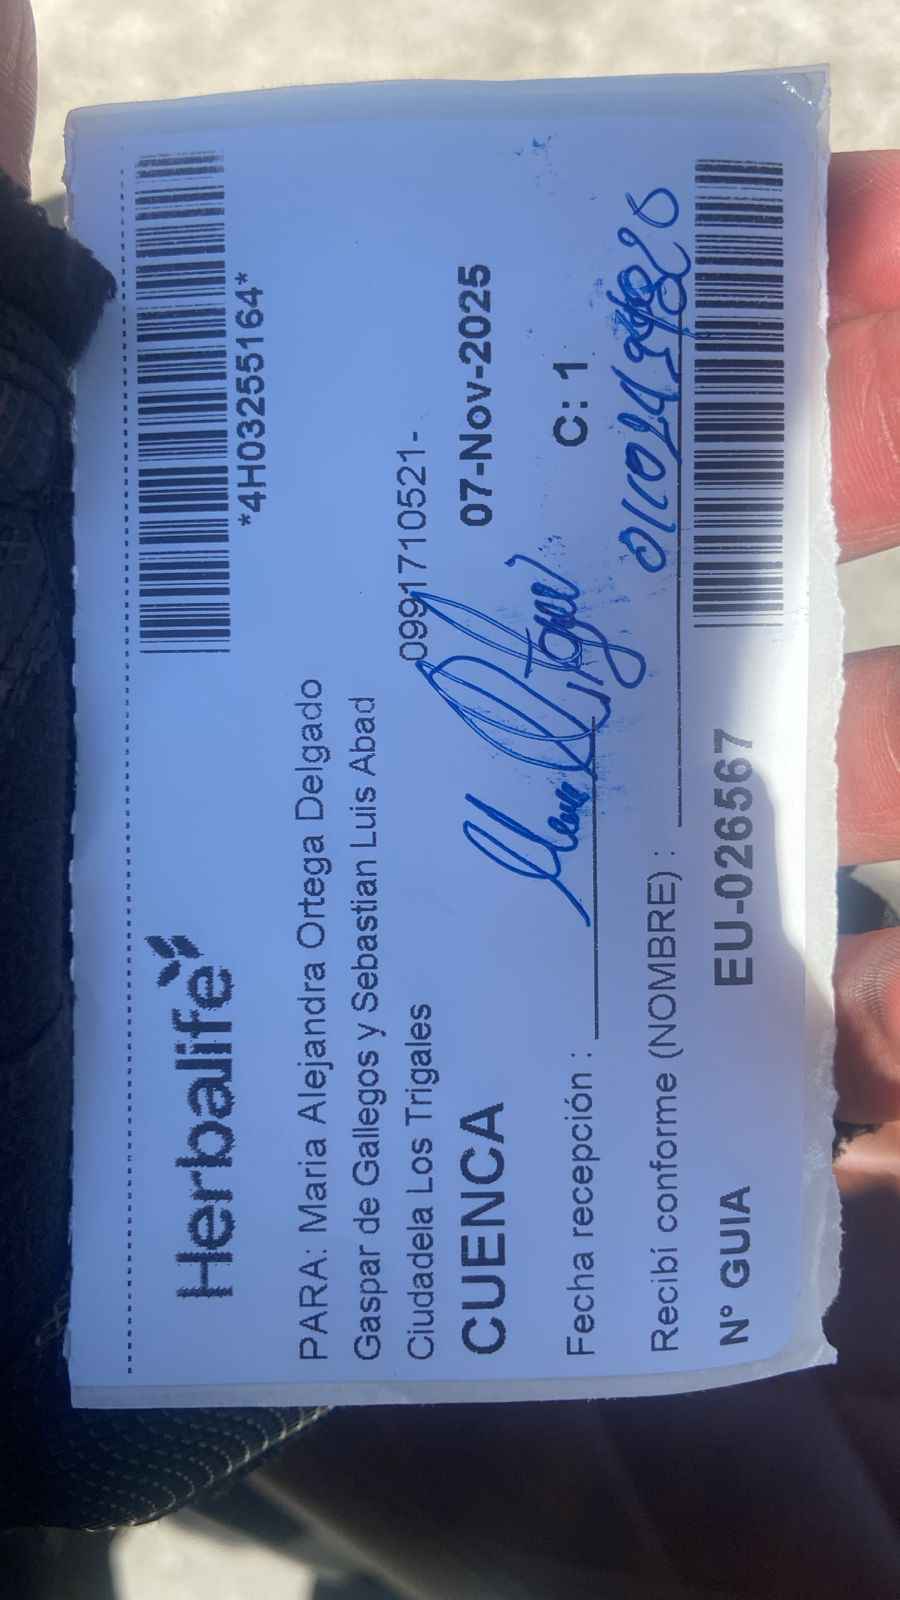 Herbalife
*4H03255164*
PARA: Maria Alejandra Ortega Delgado
Gaspar de Gallegos y Sebastian Luis Abad
Ciudadela Los Trigales 0991710521-
CUENCA 07-Nov-2025
Fecha recepción : C: 1
Recibí conforme (NOMBRE) :
N° GUIA EU-026567